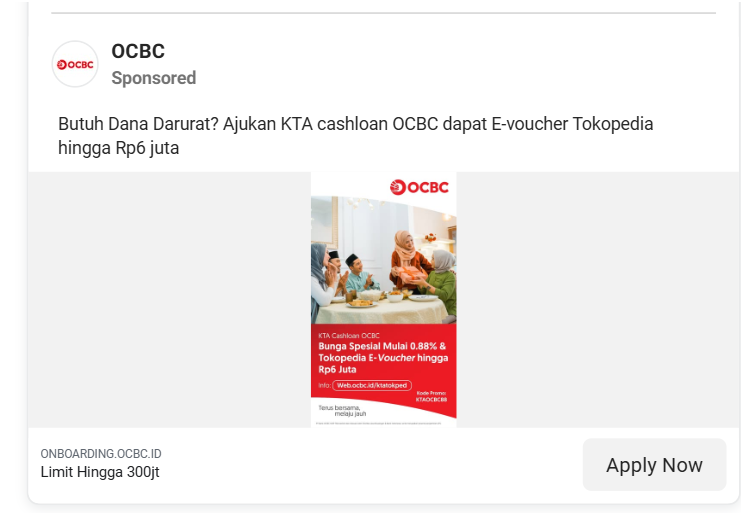 OCBC
OCBC
Sponsored
Butuh Dana Darurat? Ajukan KTA cashloan OCBC dapat E-voucher Tokopedia
hingga Rp6 juta
OCBC
KTA Cashloan OCBC
Bunga Spesial Mulai 0.88% &
Tokopedia E-Voucher hingga
Rp6 Juta
Info: Web.ocbc.id/ktatokped
Kode Promo:
KTAOCBC88
Terus bersama,
melaju jauh
ONBOARDING.OCBC.ID
Limit Hingga 300jt
Apply Now